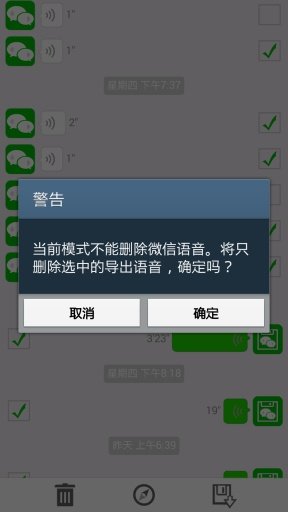 1"
1"
星期四 下午7:37
2"
1"
警告
当前模式不能删除微信语音。将只
删除选中的导出语音，确定吗？
取消
确定
3'23"
星期四 下午8:18
19"
昨天 上午6:39